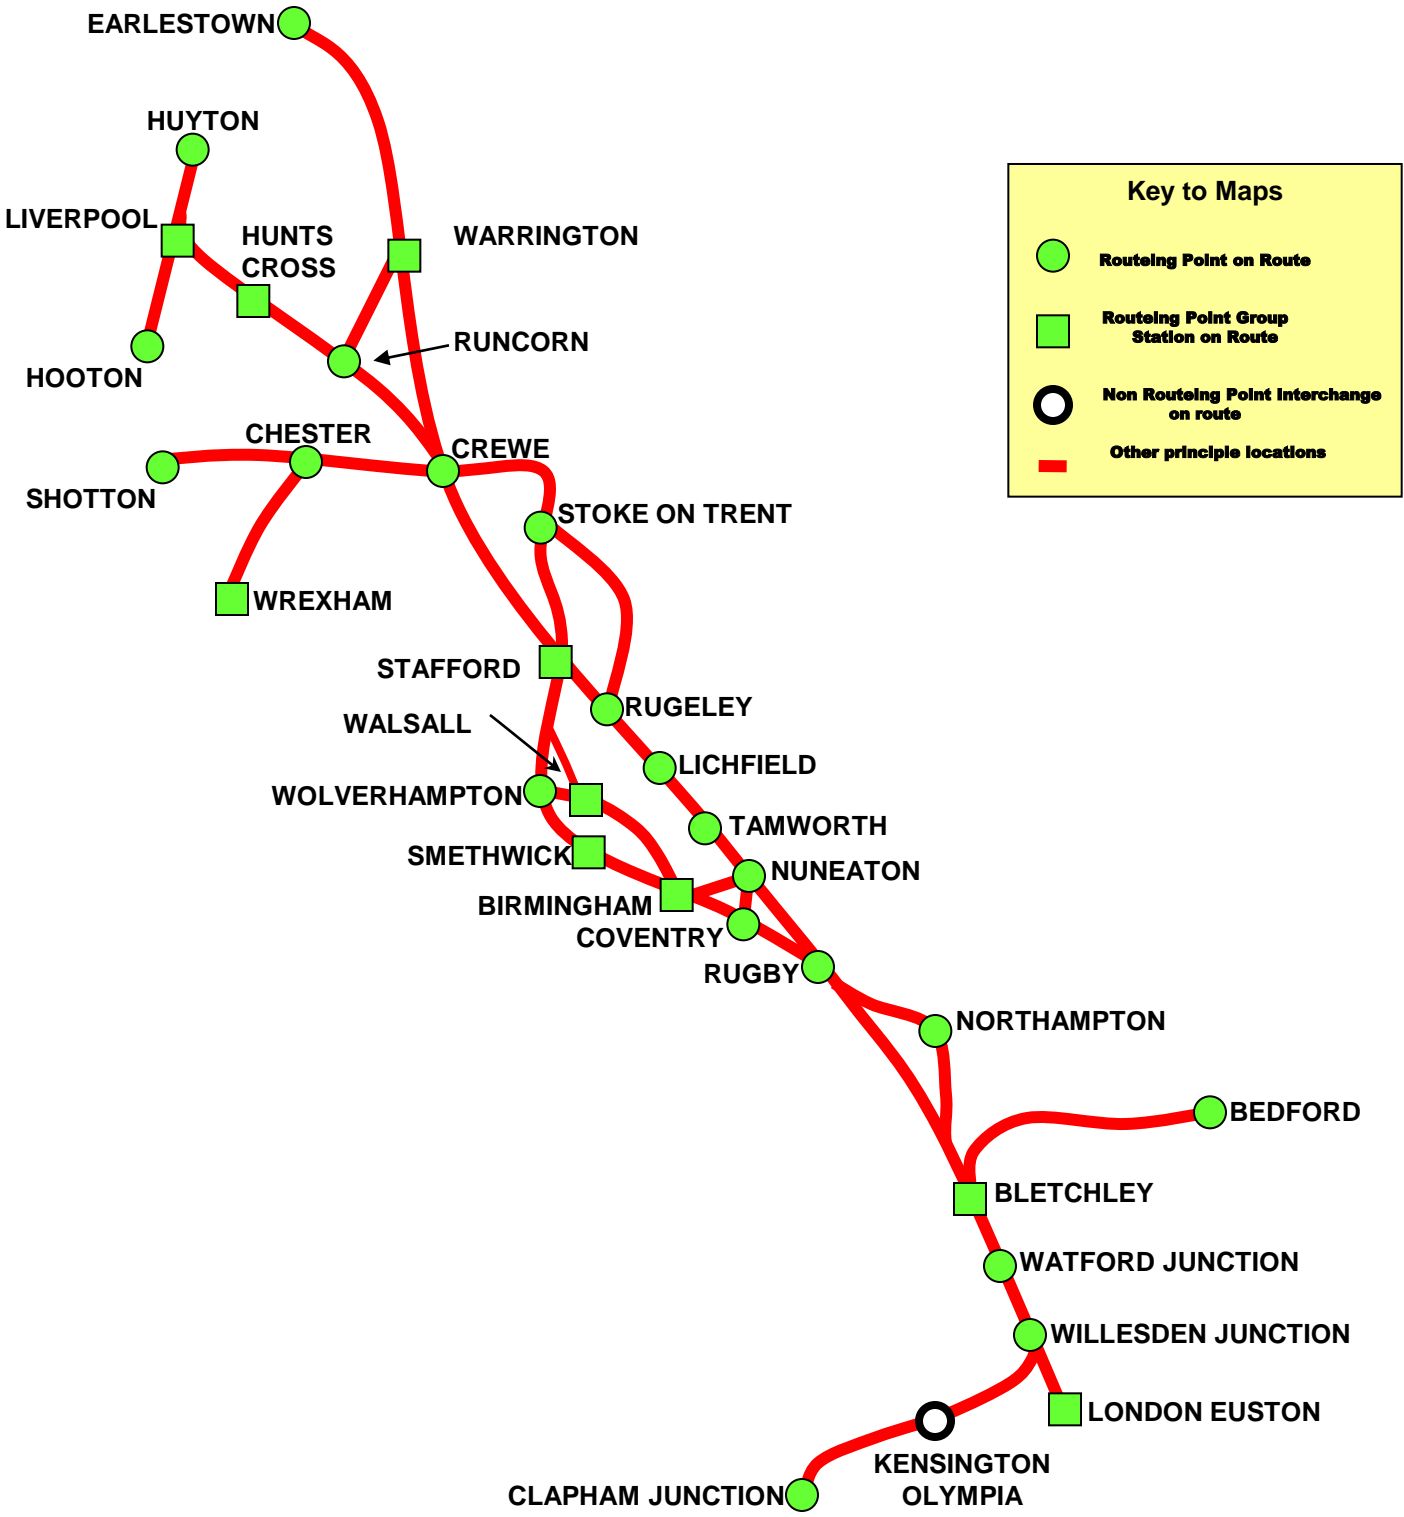 EARLESTOWN
HUYTON
LIVERPOOL
HUNTS
CROSS
WARRINGTON
RUNCORN
HOOTON
CHESTER
CREWE
SHOTTON
STOKE ON TRENT
WREXHAM
STAFFORD
RUGELEY
WALSALL
LICHFIELD
WOLVERHAMPTON
TAMWORTH
SMETHWICK
NUNEATON
BIRMINGHAM
COVENTRY
RUGBY
NORTHAMPTON
BEDFORD
BLETCHLEY
WATFORD JUNCTION
WILLESDEN JUNCTION
LONDON EUSTON
KENSINGTON
OLYMPIA
CLAPHAM JUNCTION
Key to Maps
Routeing Point on Route
Routeing Point Group
Station on Route
Non Routeing Point Interchange
on route
Other principle locations